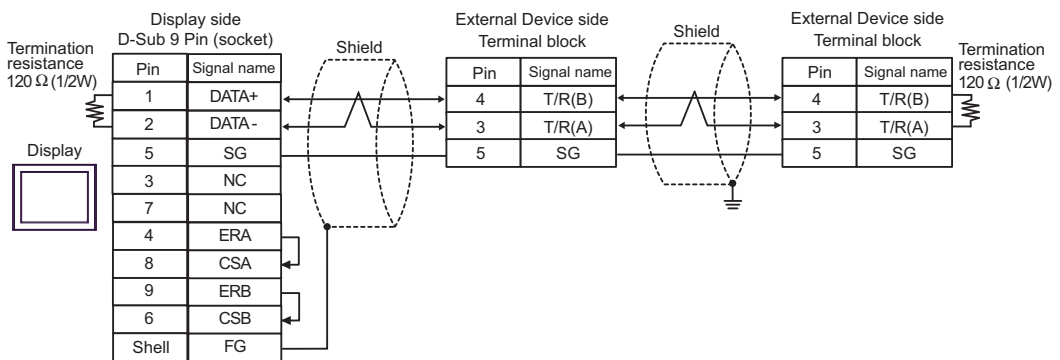 Display side
D-Sub 9 Pin (socket)
Termination
resistance
120 Ω (1/2W)
Pin Signal name
1 DATA+
2 DATA-
5 SG
3 NC
7 NC
4 ERA
8 CSA
9 ERB
6 CSB
Shell FG
Display
Shield
External Device side
Terminal block
Pin Signal name
4 T/R(B)
3 T/R(A)
5 SG
Shield
External Device side
Terminal block
Pin Signal name
4 T/R(B)
3 T/R(A)
5 SG
Termination
resistance
120 Ω (1/2W)